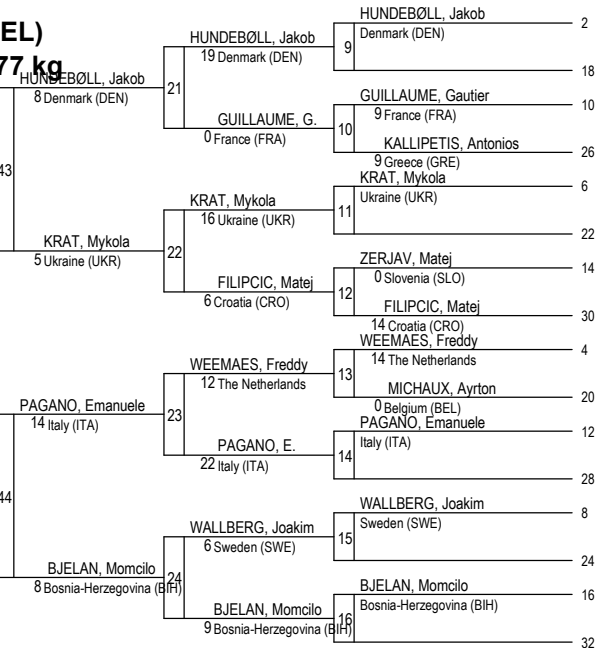 EL)
77 kg
HUNDEBØLL, Jakob
8 Denmark (DEN)
43
KRAT, Mykola
5 Ukraine (UKR)
PAGANO, Emanuele
14 Italy (ITA)
44
BJELAN, Momcilo
8 Bosnia-Herzegovina (BIH)
HUNDEBØLL, Jakob
19 Denmark (DEN)
21
GUILLAUME, G.
0 France (FRA)
KRAT, Mykola
16 Ukraine (UKR)
22
FILIPCIC, Matej
6 Croatia (CRO)
WEEMAES, Freddy
12 The Netherlands
23
PAGANO, E.
22 Italy (ITA)
WALLBERG, Joakim
6 Sweden (SWE)
24
BJELAN, Momcilo
9 Bosnia-Herzegovina (BIH)
HUNDEBØLL, Jakob 2
Denmark (DEN)
9
18
GUILLAUME, Gautier 10
9 France (FRA)
10
KALLIPETIS, Antonios 26
9 Greece (GRE)
KRAT, Mykola 6
Ukraine (UKR)
11
22
ZERJAV, Matej 14
0 Slovenia (SLO)
12
FILIPCIC, Matej 30
14 Croatia (CRO)
WEEMAES, Freddy 4
14 The Netherlands
13
MICHAUX, Ayrton 20
0 Belgium (BEL)
PAGANO, Emanuele 12
Italy (ITA)
14
28
WALLBERG, Joakim 8
Sweden (SWE)
15
24
BJELAN, Momcilo 16
Bosnia-Herzegovina (BIH)
16
32